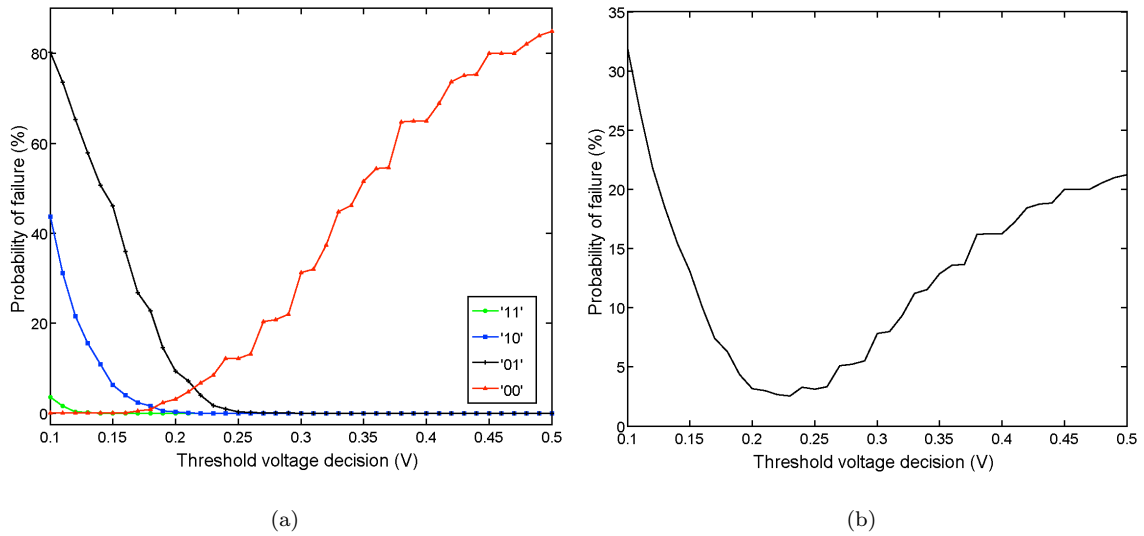 Probability of failure (%)
80
60
40
20
0
0.1 0.15 0.2 0.25 0.3 0.35 0.4 0.45 0.5
Threshold voltage decision (V)
'11'
'10'
'01'
'00'
(a)
Probability of failure (%)
35
30
25
20
15
10
5
0
0.1 0.15 0.2 0.25 0.3 0.35 0.4 0.45 0.5
Threshold voltage decision (V)
(b)